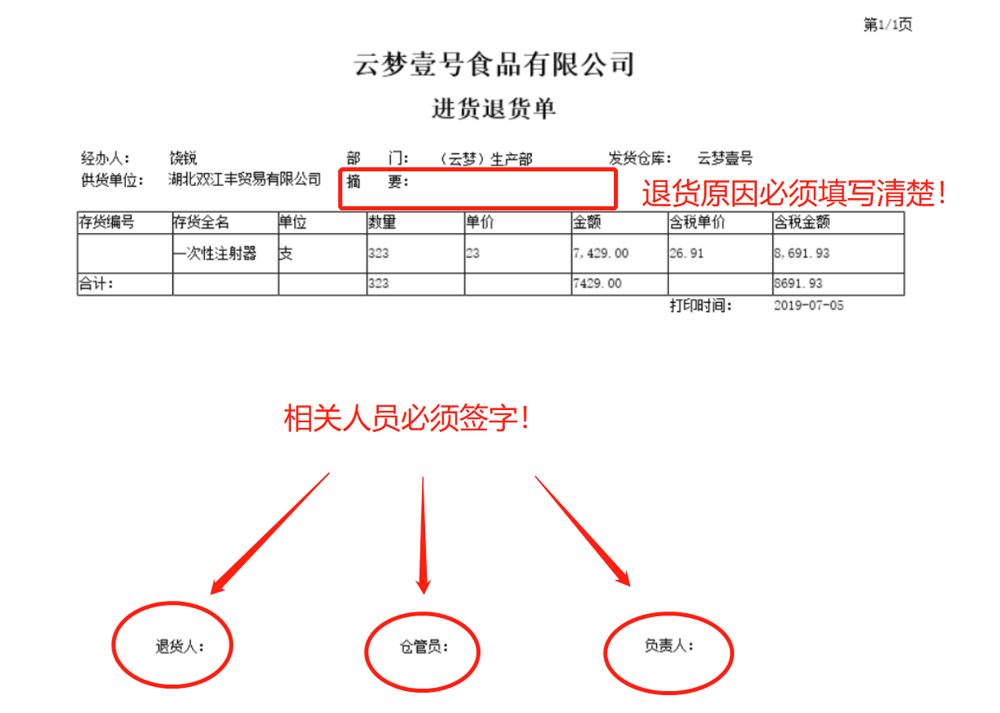 第1/1页
云梦壹号食品有限公司
进货退货单
经办人： 饶锐 部 门： （云梦）生产部 发货仓库： 云梦壹号
供货单位： 湖北双江丰贸易有限公司 摘 要：
退货原因必须填写清楚！
存货编号 存货全名 单位 数量 单价 金额 含税单价 含税金额
一次性注射器 支 323 23 7,429.00 26.91 8,691.93
合计： 323 7429.00 8691.93
打印时间： 2019-07-05
相关人员必须签字！
退货人： 仓管员： 负责人：